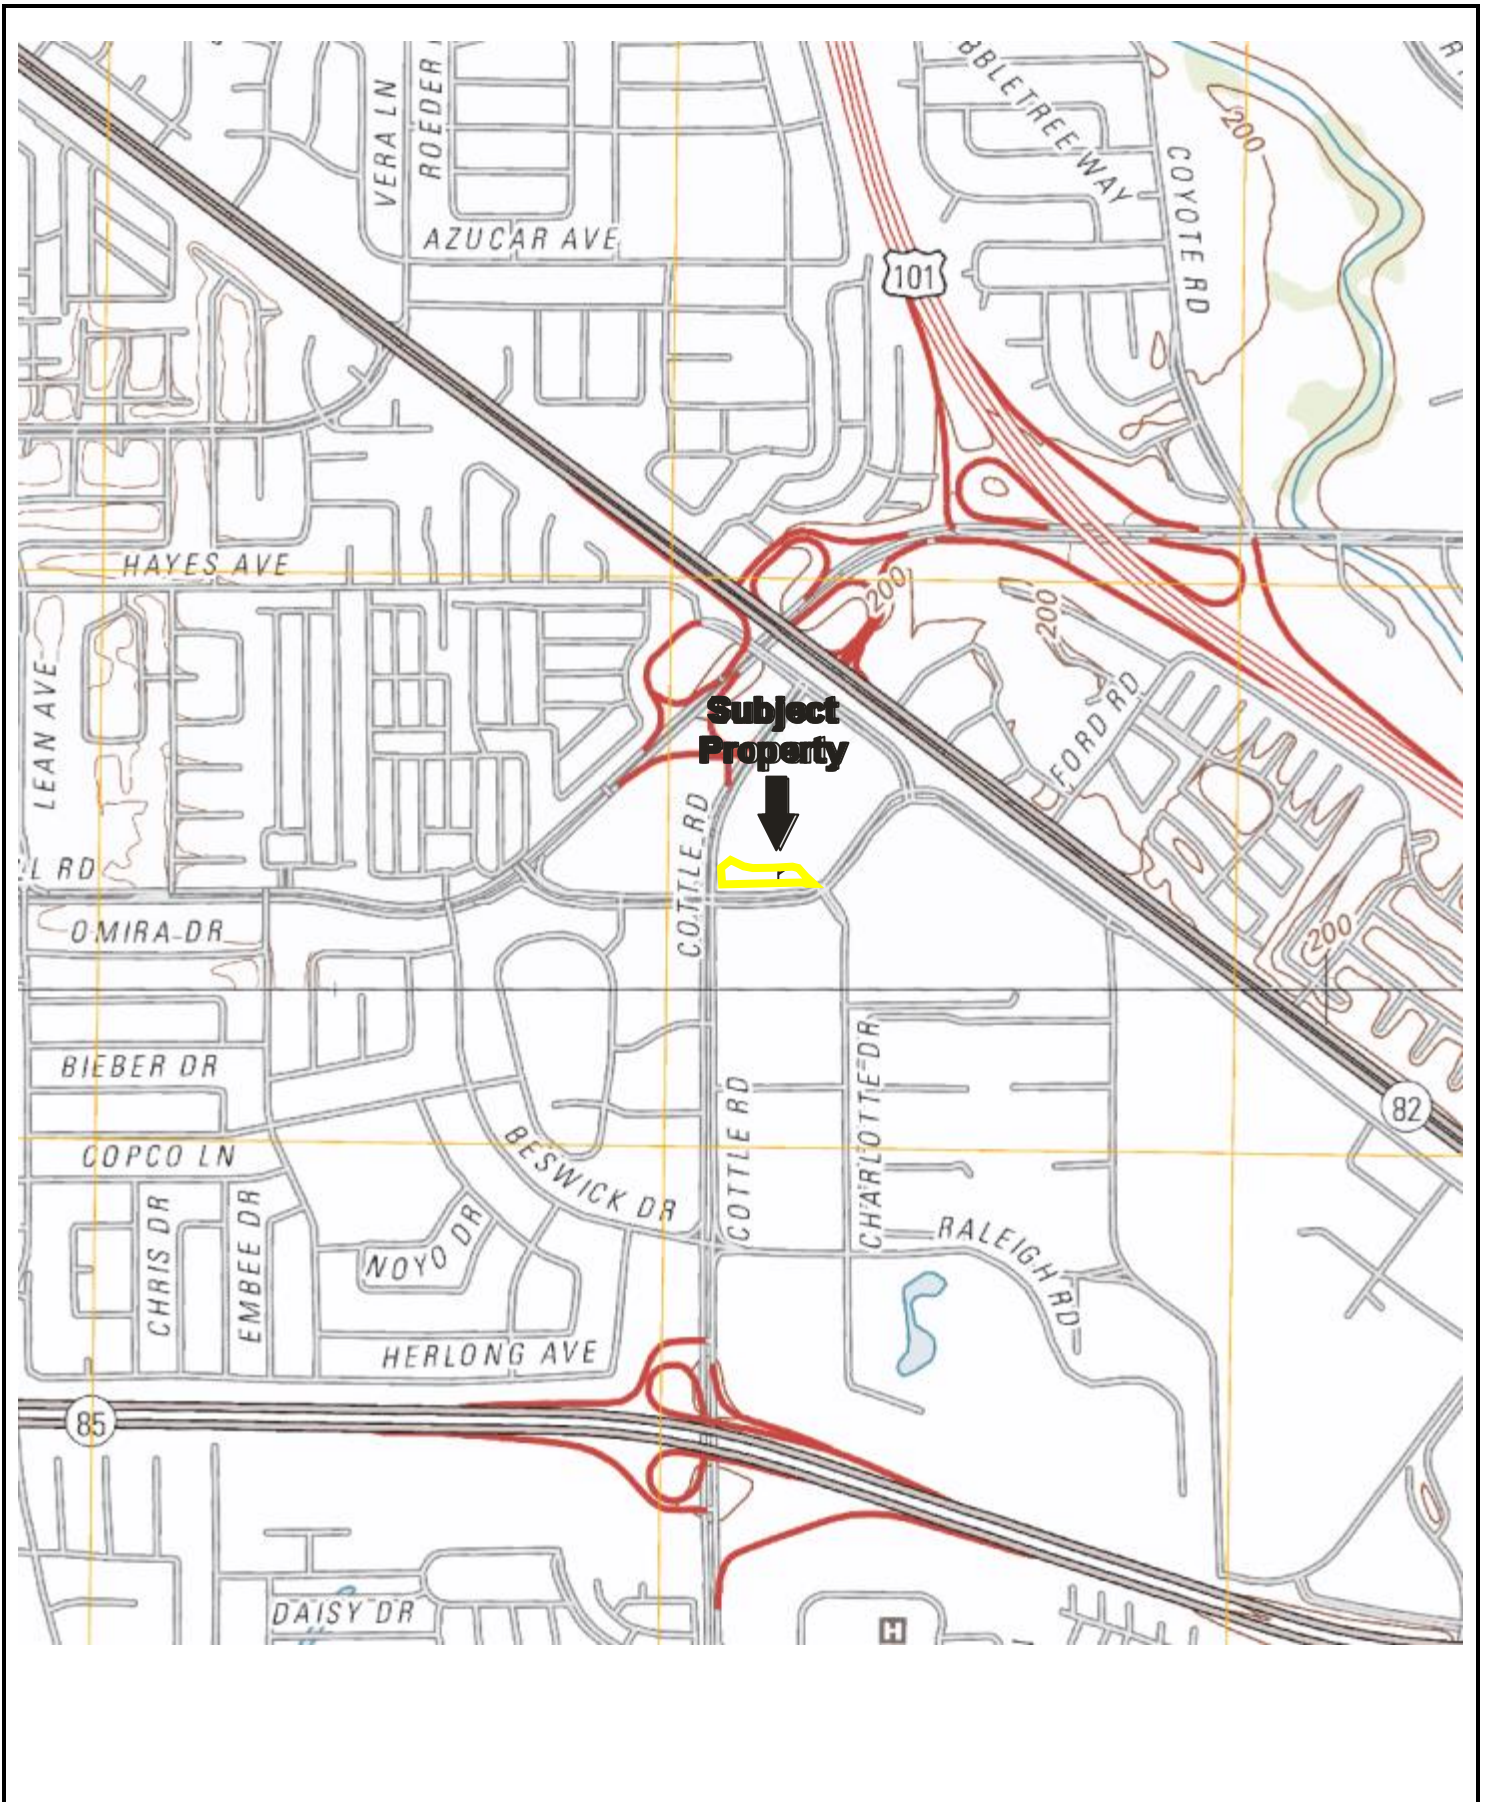 VERA LN
ROEDER
BBLETREE WAY
200
COYOTE RD
AZUCAR AVE
101
HAYES AVE
200
200
LEAN AVE
Subject
Property
FORD RD
COTTLE RD
LL RD
OMIRA DR
200
BIEBER DR
COTTLE RD
CHARLOTTE DR
82
COPCO LN
BESWICK DR
CHRIS DR
EMBEE DR
NOYO DR
RALEIGH RD
HERLONG AVE
85
DAISY DR
H